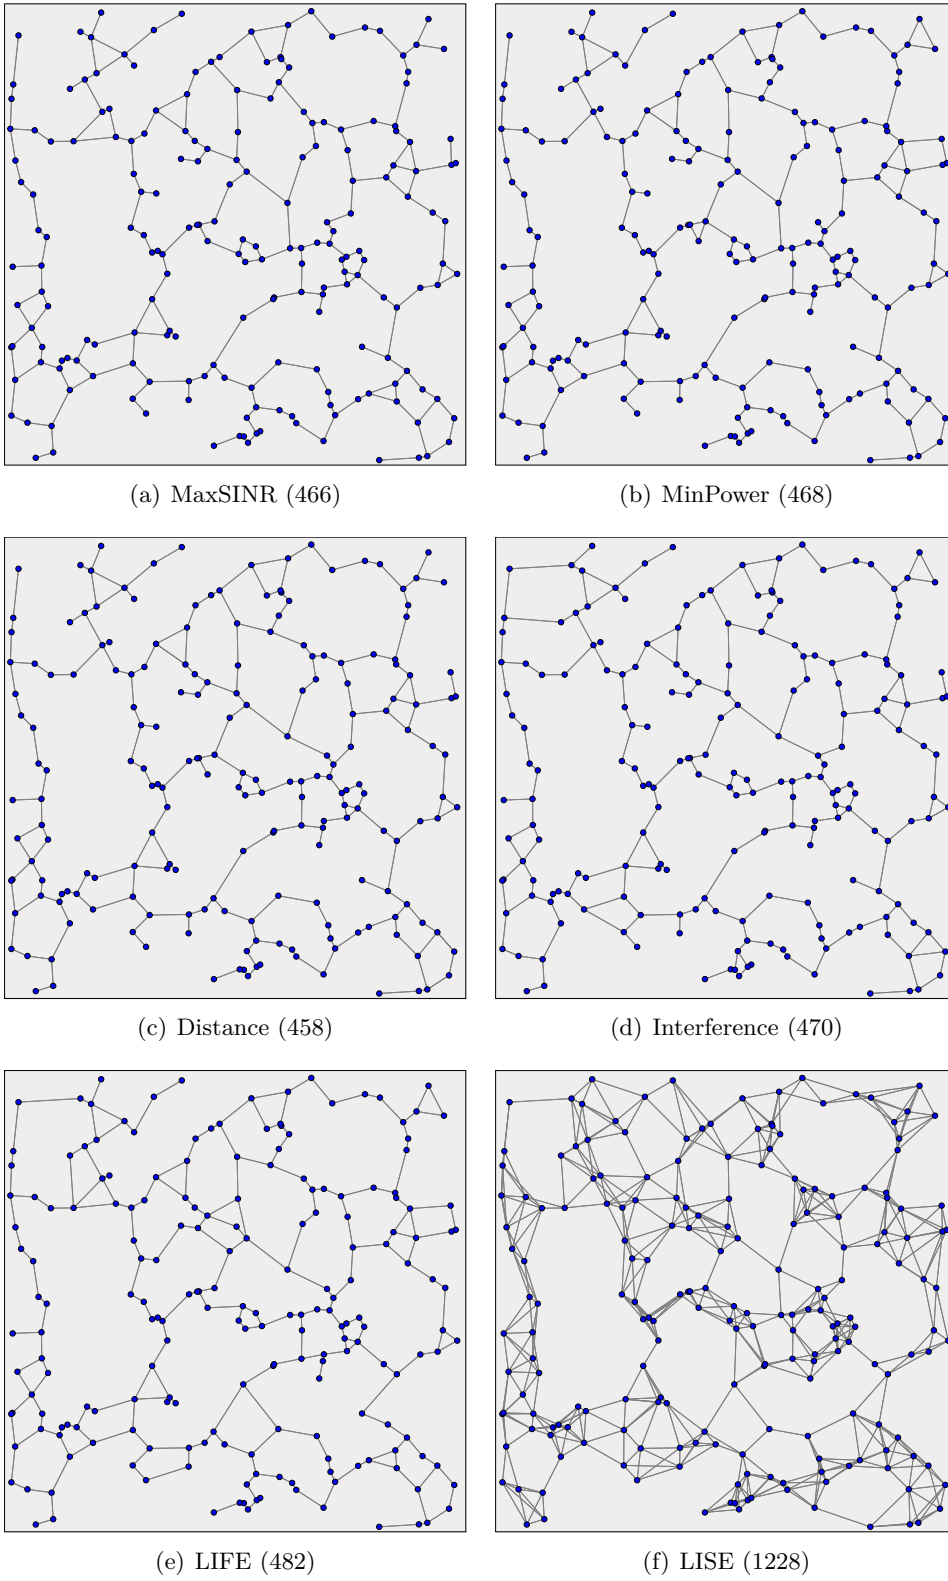 (a) MaxSINR (466)
(b) MinPower (468)
(c) Distance (458)
(d) Interference (470)
(e) LIFE (482)
(f) LISE (1228)